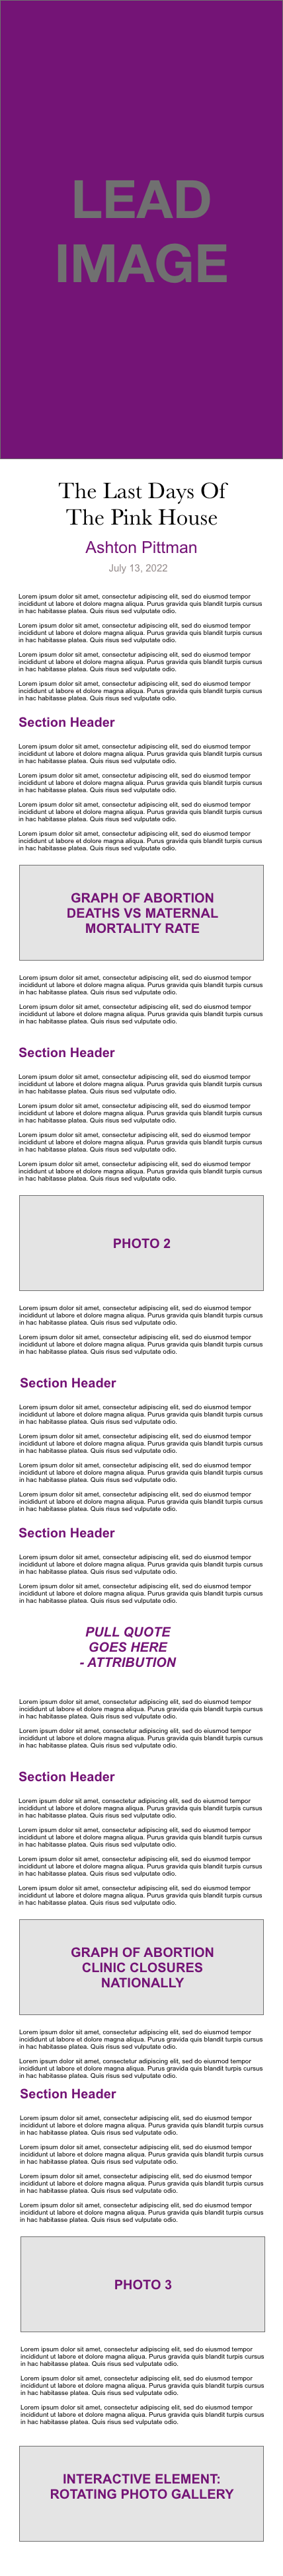 LEAD
IMAGE
The Last Days Of
The Pink House
Ashton Pittman
July 13, 2022
Lorem ipsum dolor sit amet, consectetur adipiscing elit, sed do eiusmod tempor
incididunt ut labore et dolore magna aliqua. Purus gravida quis blandit turpis cursus
in hac habitasse platea. Quis risus sed vulputate odio.
Lorem ipsum dolor sit amet, consectetur adipiscing elit, sed do eiusmod tempor
incididunt ut labore et dolore magna aliqua. Purus gravida quis blandit turpis cursus
in hac habitasse platea. Quis risus sed vulputate odio.
Lorem ipsum dolor sit amet, consectetur adipiscing elit, sed do eiusmod tempor
incididunt ut labore et dolore magna aliqua. Purus gravida quis blandit turpis cursus
in hac habitasse platea. Quis risus sed vulputate odio.
Lorem ipsum dolor sit amet, consectetur adipiscing elit, sed do eiusmod tempor
incididunt ut labore et dolore magna aliqua. Purus gravida quis blandit turpis cursus
in hac habitasse platea. Quis risus sed vulputate odio.
Section Header
Lorem ipsum dolor sit amet, consectetur adipiscing elit, sed do eiusmod tempor
incididunt ut labore et dolore magna aliqua. Purus gravida quis blandit turpis cursus
in hac habitasse platea. Quis risus sed vulputate odio.
Lorem ipsum dolor sit amet, consectetur adipiscing elit, sed do eiusmod tempor
incididunt ut labore et dolore magna aliqua. Purus gravida quis blandit turpis cursus
in hac habitasse platea. Quis risus sed vulputate odio.
Lorem ipsum dolor sit amet, consectetur adipiscing elit, sed do eiusmod tempor
incididunt ut labore et dolore magna aliqua. Purus gravida quis blandit turpis cursus
in hac habitasse platea. Quis risus sed vulputate odio.
Lorem ipsum dolor sit amet, consectetur adipiscing elit, sed do eiusmod tempor
incididunt ut labore et dolore magna aliqua. Purus gravida quis blandit turpis cursus
in hac habitasse platea. Quis risus sed vulputate odio.
GRAPH OF ABORTION
DEATHS VS MATERNAL
MORTALITY RATE
Lorem ipsum dolor sit amet, consectetur adipiscing elit, sed do eiusmod tempor
incididunt ut labore et dolore magna aliqua. Purus gravida quis blandit turpis cursus
in hac habitasse platea. Quis risus sed vulputate odio.
Lorem ipsum dolor sit amet, consectetur adipiscing elit, sed do eiusmod tempor
incididunt ut labore et dolore magna aliqua. Purus gravida quis blandit turpis cursus
in hac habitasse platea. Quis risus sed vulputate odio.
Section Header
Lorem ipsum dolor sit amet, consectetur adipiscing elit, sed do eiusmod tempor
incididunt ut labore et dolore magna aliqua. Purus gravida quis blandit turpis cursus
in hac habitasse platea. Quis risus sed vulputate odio.
Lorem ipsum dolor sit amet, consectetur adipiscing elit, sed do eiusmod tempor
incididunt ut labore et dolore magna aliqua. Purus gravida quis blandit turpis cursus
in hac habitasse platea. Quis risus sed vulputate odio.
Lorem ipsum dolor sit amet, consectetur adipiscing elit, sed do eiusmod tempor
incididunt ut labore et dolore magna aliqua. Purus gravida quis blandit turpis cursus
in hac habitasse platea. Quis risus sed vulputate odio.
Lorem ipsum dolor sit amet, consectetur adipiscing elit, sed do eiusmod tempor
incididunt ut labore et dolore magna aliqua. Purus gravida quis blandit turpis cursus
in hac habitasse platea. Quis risus sed vulputate odio.
PHOTO 2
Lorem ipsum dolor sit amet, consectetur adipiscing elit, sed do eiusmod tempor
incididunt ut labore et dolore magna aliqua. Purus gravida quis blandit turpis cursus
in hac habitasse platea. Quis risus sed vulputate odio.
Lorem ipsum dolor sit amet, consectetur adipiscing elit, sed do eiusmod tempor
incididunt ut labore et dolore magna aliqua. Purus gravida quis blandit turpis cursus
in hac habitasse platea. Quis risus sed vulputate odio.
Section Header
Lorem ipsum dolor sit amet, consectetur adipiscing elit, sed do eiusmod tempor
incididunt ut labore et dolore magna aliqua. Purus gravida quis blandit turpis cursus
in hac habitasse platea. Quis risus sed vulputate odio.
Lorem ipsum dolor sit amet, consectetur adipiscing elit, sed do eiusmod tempor
incididunt ut labore et dolore magna aliqua. Purus gravida quis blandit turpis cursus
in hac habitasse platea. Quis risus sed vulputate odio.
Lorem ipsum dolor sit amet, consectetur adipiscing elit, sed do eiusmod tempor
incididunt ut labore et dolore magna aliqua. Purus gravida quis blandit turpis cursus
in hac habitasse platea. Quis risus sed vulputate odio.
Lorem ipsum dolor sit amet, consectetur adipiscing elit, sed do eiusmod tempor
incididunt ut labore et dolore magna aliqua. Purus gravida quis blandit turpis cursus
in hac habitasse platea. Quis risus sed vulputate odio.
Section Header
Lorem ipsum dolor sit amet, consectetur adipiscing elit, sed do eiusmod tempor
incididunt ut labore et dolore magna aliqua. Purus gravida quis blandit turpis cursus
in hac habitasse platea. Quis risus sed vulputate odio.
Lorem ipsum dolor sit amet, consectetur adipiscing elit, sed do eiusmod tempor
incididunt ut labore et dolore magna aliqua. Purus gravida quis blandit turpis cursus
in hac habitasse platea. Quis risus sed vulputate odio.
PULL QUOTE
GOES HERE
- ATTRIBUTION
Lorem ipsum dolor sit amet, consectetur adipiscing elit, sed do eiusmod tempor
incididunt ut labore et dolore magna aliqua. Purus gravida quis blandit turpis cursus
in hac habitasse platea. Quis risus sed vulputate odio.
Lorem ipsum dolor sit amet, consectetur adipiscing elit, sed do eiusmod tempor
incididunt ut labore et dolore magna aliqua. Purus gravida quis blandit turpis cursus
in hac habitasse platea. Quis risus sed vulputate odio.
Section Header
Lorem ipsum dolor sit amet, consectetur adipiscing elit, sed do eiusmod tempor
incididunt ut labore et dolore magna aliqua. Purus gravida quis blandit turpis cursus
in hac habitasse platea. Quis risus sed vulputate odio.
Lorem ipsum dolor sit amet, consectetur adipiscing elit, sed do eiusmod tempor
incididunt ut labore et dolore magna aliqua. Purus gravida quis blandit turpis cursus
in hac habitasse platea. Quis risus sed vulputate odio.
Lorem ipsum dolor sit amet, consectetur adipiscing elit, sed do eiusmod tempor
incididunt ut labore et dolore magna aliqua. Purus gravida quis blandit turpis cursus
in hac habitasse platea. Quis risus sed vulputate odio.
Lorem ipsum dolor sit amet, consectetur adipiscing elit, sed do eiusmod tempor
incididunt ut labore et dolore magna aliqua. Purus gravida quis blandit turpis cursus
in hac habitasse platea. Quis risus sed vulputate odio.
GRAPH OF ABORTION
CLINIC CLOSURES
NATIONALLY
Lorem ipsum dolor sit amet, consectetur adipiscing elit, sed do eiusmod tempor
incididunt ut labore et dolore magna aliqua. Purus gravida quis blandit turpis cursus
in hac habitasse platea. Quis risus sed vulputate odio.
Lorem ipsum dolor sit amet, consectetur adipiscing elit, sed do eiusmod tempor
incididunt ut labore et dolore magna aliqua. Purus gravida quis blandit turpis cursus
in hac habitasse platea. Quis risus sed vulputate odio.
Section Header
Lorem ipsum dolor sit amet, consectetur adipiscing elit, sed do eiusmod tempor
incididunt ut labore et dolore magna aliqua. Purus gravida quis blandit turpis cursus
in hac habitasse platea. Quis risus sed vulputate odio.
Lorem ipsum dolor sit amet, consectetur adipiscing elit, sed do eiusmod tempor
incididunt ut labore et dolore magna aliqua. Purus gravida quis blandit turpis cursus
in hac habitasse platea. Quis risus sed vulputate odio.
Lorem ipsum dolor sit amet, consectetur adipiscing elit, sed do eiusmod tempor
incididunt ut labore et dolore magna aliqua. Purus gravida quis blandit turpis cursus
in hac habitasse platea. Quis risus sed vulputate odio.
Lorem ipsum dolor sit amet, consectetur adipiscing elit, sed do eiusmod tempor
incididunt ut labore et dolore magna aliqua. Purus gravida quis blandit turpis cursus
in hac habitasse platea. Quis risus sed vulputate odio.
PHOTO 3
Lorem ipsum dolor sit amet, consectetur adipiscing elit, sed do eiusmod tempor
incididunt ut labore et dolore magna aliqua. Purus gravida quis blandit turpis cursus
in hac habitasse platea. Quis risus sed vulputate odio.
Lorem ipsum dolor sit amet, consectetur adipiscing elit, sed do eiusmod tempor
incididunt ut labore et dolore magna aliqua. Purus gravida quis blandit turpis cursus
in hac habitasse platea. Quis risus sed vulputate odio.
Lorem ipsum dolor sit amet, consectetur adipiscing elit, sed do eiusmod tempor
incididunt ut labore et dolore magna aliqua. Purus gravida quis blandit turpis cursus
in hac habitasse platea. Quis risus sed vulputate odio.
INTERACTIVE ELEMENT:
ROTATING PHOTO GALLERY